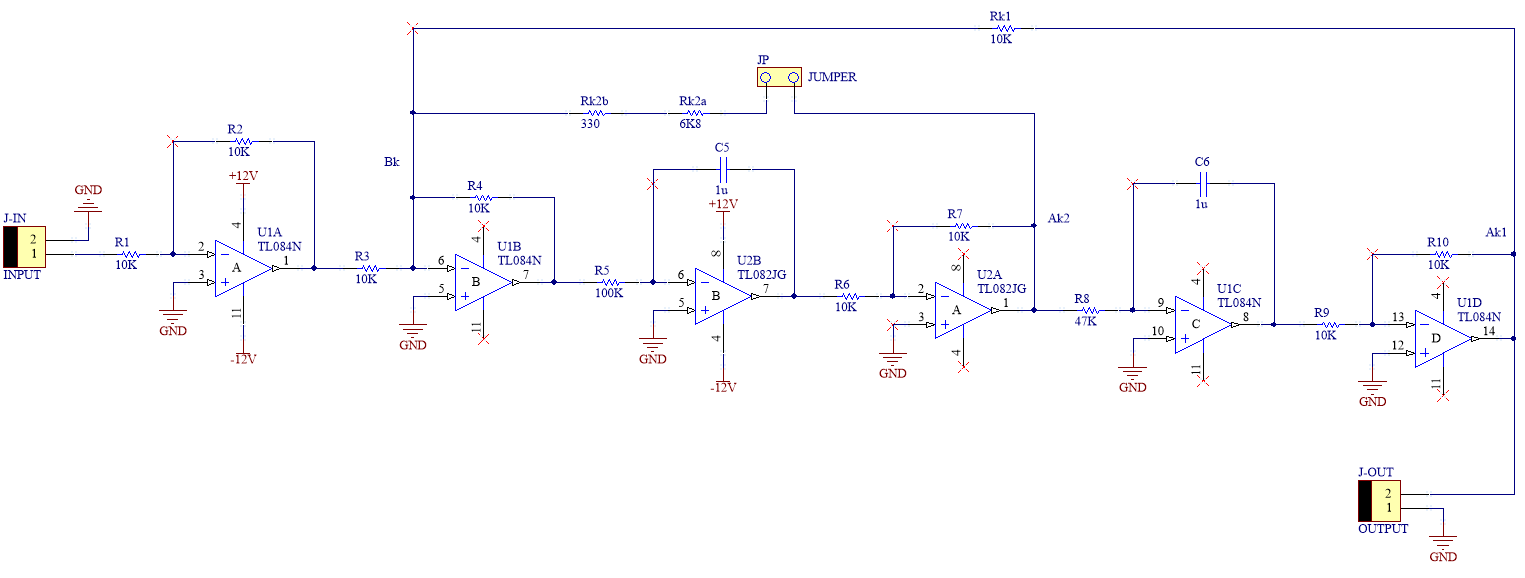 Rk1
10K
JP
JUMPER
Rk2b
330
Rk2a
6K8
R2
10K
C5
1u
C6
1u
Bk
+12V
+12V
GND
R4
10K
R7
10K
Ak2
J-IN
2
1
INPUT
R1
10K
2
3
4
11
A
U1A
TL084N
1
GND
-12V
R3
10K
6
5
4
11
B
U1B
TL084N
7
GND
R5
100K
6
5
8
4
B
U2B
TL082JG
7
GND
-12V
R6
10K
2
3
8
4
A
U2A
TL082JG
1
GND
R8
47K
9
10
4
11
C
U1C
TL084N
8
GND
R9
10K
R10
10K
Ak1
13
12
4
11
D
U1D
TL084N
14
GND
J-OUT
2
1
OUTPUT
GND